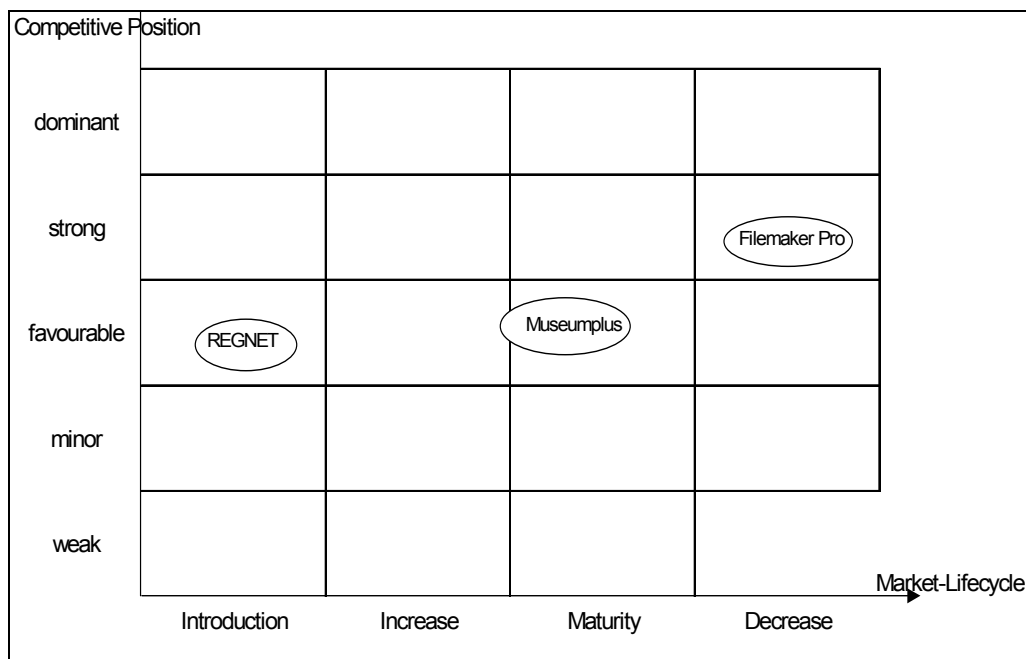 Competitive Position
dominant
strong
Filemaker Pro
favourable
REGNET
Museumplus
minor
weak
Market-Lifecycle
Introduction
Increase
Maturity
Decrease